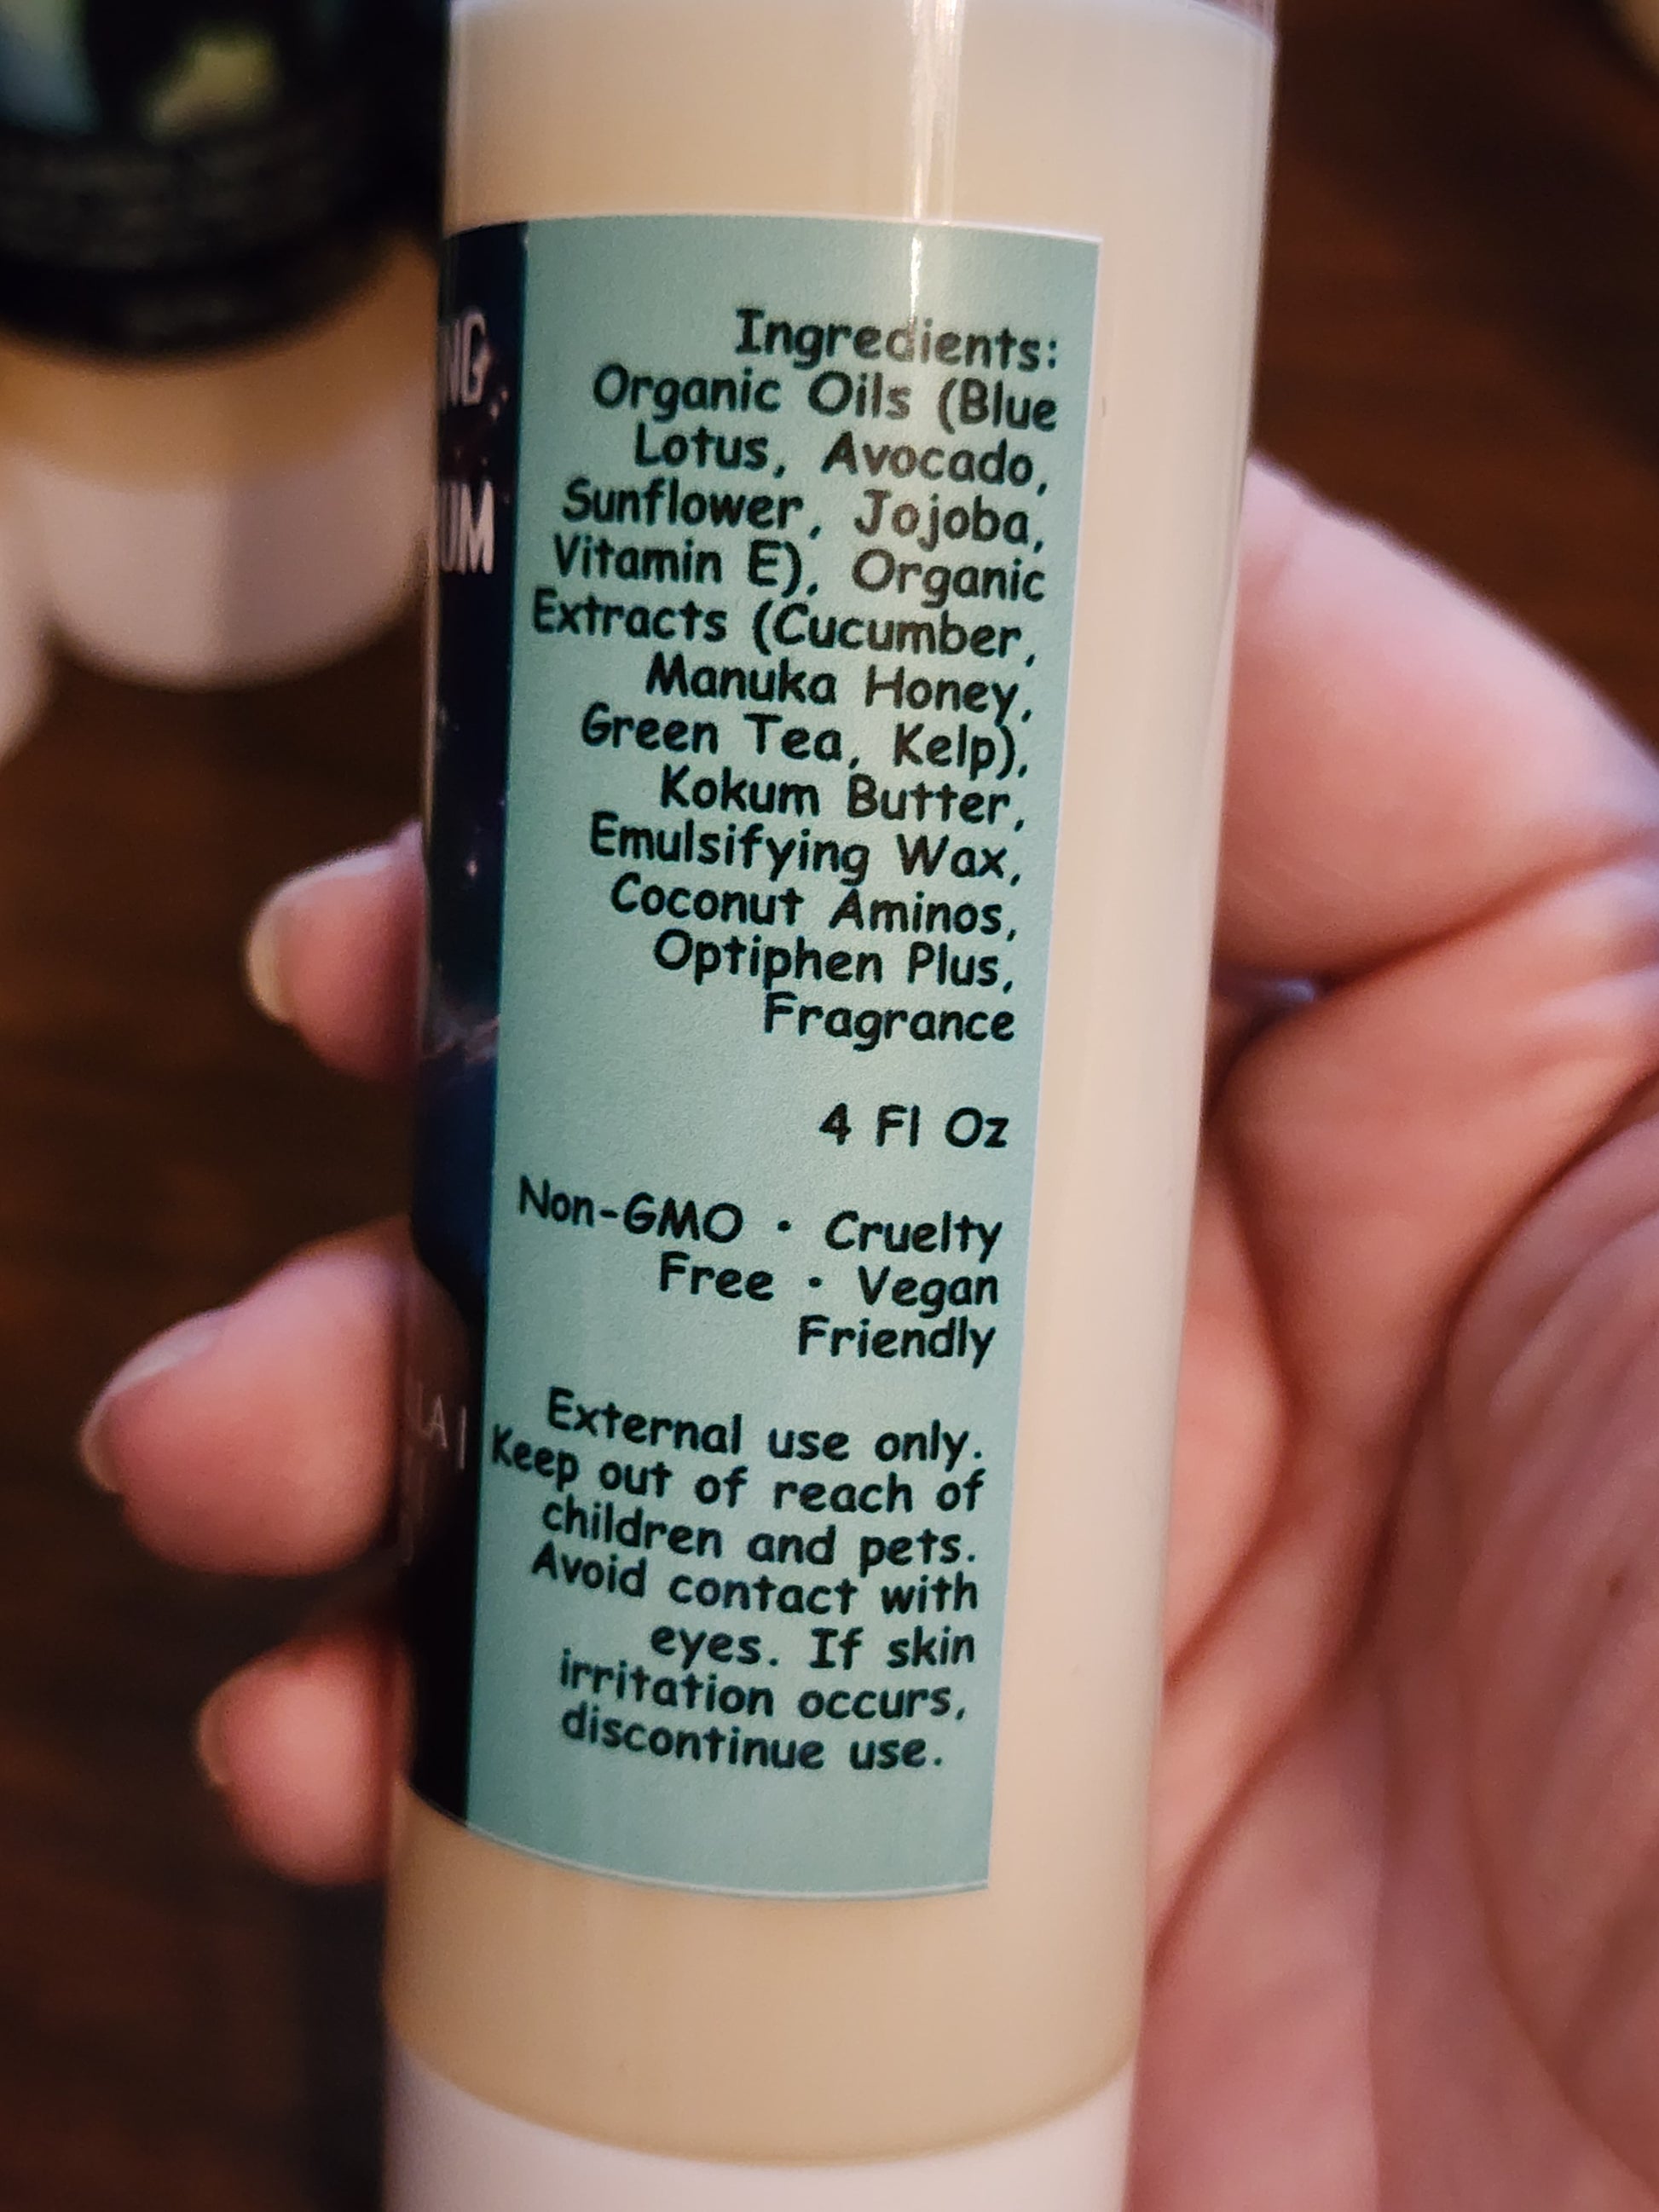 Ingredients:
Organic Oils (Blue
Lotus, Avocado,
Sunflower, Jojoba,
Vitamin E), Organic
Extracts (Cucumber,
Manuka Honey,
Green Tea, Kelp),
Kokum Butter,
Emulsifying Wax,
Coconut Aminos,
Optiphen Plus,
Fragrance
4 Fl Oz
Non-GMO • Cruelty
Free • Vegan
Friendly
External use only.
Keep out of reach of
children and pets.
Avoid contact with
eyes. If skin
irritation occurs,
discontinue use.